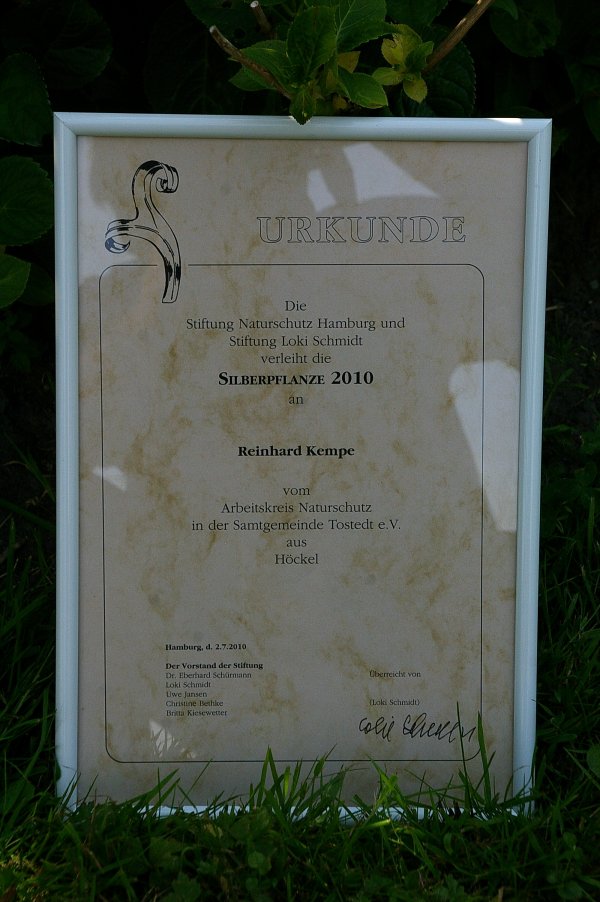 URKUNDE
Die
Stiftung Naturschutz Hamburg und
Stiftung Loki Schmidt
verleiht die
SILBERPFLANZE 2010
an
Reinhard Kempe
vom
Arbeitskreis Naturschutz
in der Samtgemeinde Tostedt e.V.
aus
Höckel
Hamburg, d. 2.7.2010
Der Vorstand der Stiftung
Dr. Eberhard Schürmann
Loki Schmidt
Uwe Jansen
Christine Bethke
Britta Kiesewetter
Überreicht von
(Loki Schmidt)
Loki Schmidt